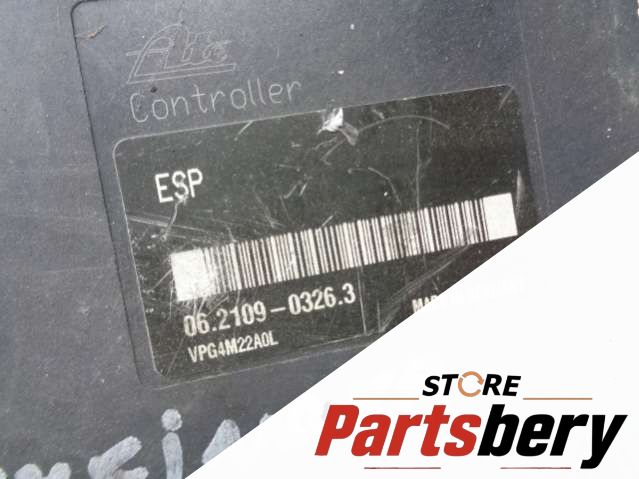 Ate
Controller
ESP
06.2109-0326.3
VPG4M22A0L
STORE
Partsbery